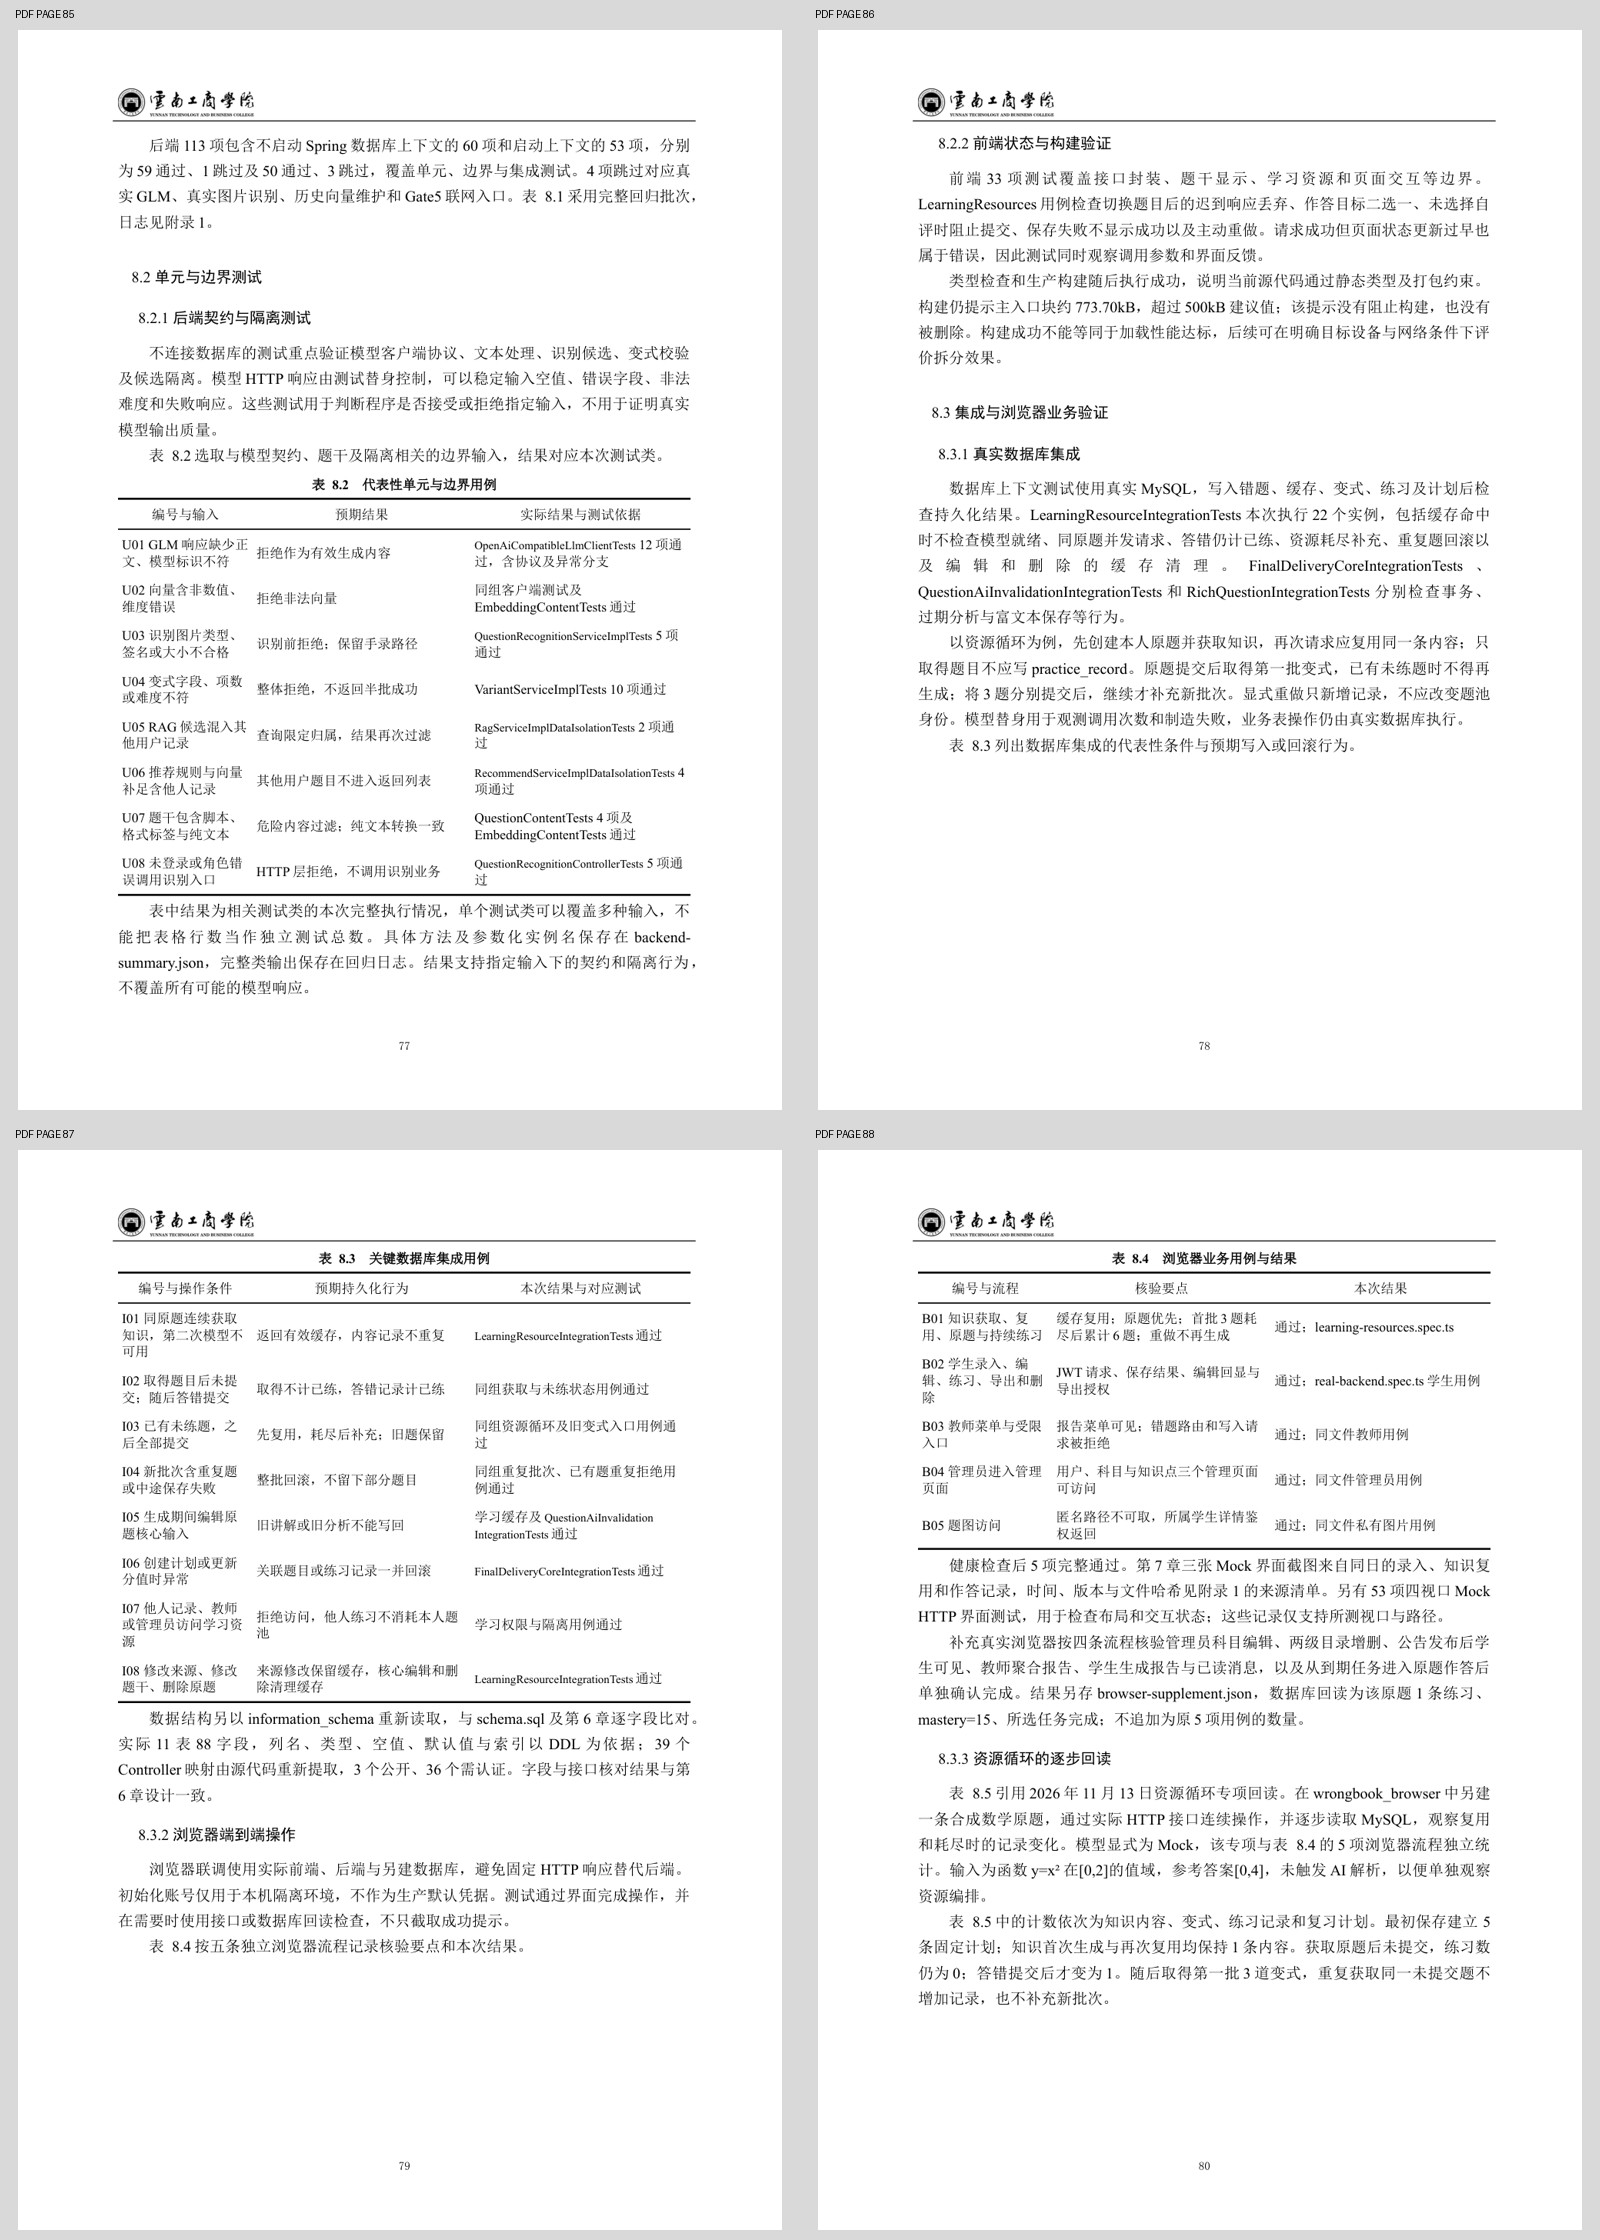 PDF PAGE 85
雲南工商學院
YUNNAN TECHNOLOGY AND BUSINESS COLLEGE
后端 113 项包含不启动 Spring 数据库上下文的 60 项和启动上下文的 53 项，分别
为 59 通过、1 跳过及 50 通过、3 跳过，覆盖单元、边界与集成测试。4 项跳过对应真
实 GLM、真实图片识别、历史向量维护和 Gate5 联网入口。表 8.1 采用完整回归批次，
日志见附录 1。
8.2 单元与边界测试
8.2.1 后端契约与隔离测试
不连接数据库的测试重点验证模型客户端协议、文本处理、识别候选、变式校验
及候选隔离。模型 HTTP 响应由测试替身控制，可以稳定输入空值、错误字段、非法
难度和失败响应。这些测试用于判断程序是否接受或拒绝指定输入，不用于证明真实
模型输出质量。
表 8.2 选取与模型契约、题干及隔离相关的边界输入，结果对应本次测试类。
表 8.2 代表性单元与边界用例
编号与输入 预期结果 实际结果与测试依据
U01 GLM 响应缺少正
文、模型标识不符
拒绝作为有效生成内容
OpenAiCompatibleLlmClientTests 12 项通
过，含协议及异常分支
U02 向量含非数值、
维度错误
拒绝非法向量
同组客户端测试及
EmbeddingContentTests 通过
U03 识别图片类型、
签名或大小不合格
识别前拒绝；保留手录路径
QuestionRecognitionServiceImplTests 5 项
通过
U04 变式字段、项数
或难度不符
整体拒绝，不返回半批成功
VariantServiceImplTests 10 项通过
U05 RAG 候选混入其
他用户记录
查询限定归属，结果再次过滤
RagServiceImplDataIsolationTests 2 项通
过
U06 推荐规则与向量
补足含他人记录
其他用户题目不进入返回列表
RecommendServiceImplDataIsolationTests 4
项通过
U07 题干包含脚本、
格式标签与纯文本
危险内容过滤；纯文本转换一致
QuestionContentTests 4 项及
EmbeddingContentTests 通过
U08 未登录或角色错
误调用识别入口
HTTP 层拒绝，不调用识别业务
QuestionRecognitionControllerTests 5 项通
过
表中结果为相关测试类的本次完整执行情况，单个测试类可以覆盖多种输入，不
能把表格行数当作独立测试总数。具体方法及参数化实例名保存在 backend-
summary.json，完整类输出保存在回归日志。结果支持指定输入下的契约和隔离行为，
不覆盖所有可能的模型响应。
77
PDF PAGE 86
雲南工商學院
YUNNAN TECHNOLOGY AND BUSINESS COLLEGE
8.2.2 前端状态与构建验证
前端 33 项测试覆盖接口封装、题干显示、学习资源和页面交互等边界。
LearningResources 用例检查切换题目后的迟到响应丢弃、作答目标二选一、未选择自
评时阻止提交、保存失败不显示成功以及主动重做。请求成功但页面状态更新过早也
属于错误，因此测试同时观察调用参数和界面反馈。
类型检查和生产构建随后执行成功，说明当前源代码通过静态类型及打包约束。
构建仍提示主入口块约 773.70kB，超过 500kB 建议值；该提示没有阻止构建，也没有
被删除。构建成功不能等同于加载性能达标，后续可在明确目标设备与网络条件下评
价拆分效果。
8.3 集成与浏览器业务验证
8.3.1 真实数据库集成
数据库上下文测试使用真实 MySQL，写入错题、缓存、变式、练习及计划后检
查持久化结果。LearningResourceIntegrationTests 本次执行 22 个实例，包括缓存命中
时不检查模型就绪、同原题并发请求、答错仍计已练、资源耗尽补充、重复题回滚以
及编辑和删除的缓存清理。FinalDeliveryCoreIntegrationTests、
QuestionAiInvalidationIntegrationTests 和 RichQuestionIntegrationTests 分别检查事务、
过期分析与富文本保存等行为。
以资源循环为例，先创建本人原题并获取知识，再次请求应复用同一条内容；只
取得题目不应写 practice_record。原题提交后取得第一批变式，已有未练题时不得再
生成；将 3 题分别提交后，继续才补充新批次。显式重做只新增记录，不应改变题池
身份。模型替身用于观测调用次数和制造失败，业务表操作仍由真实数据库执行。
表 8.3 列出数据库集成的代表性条件与预期写入或回滚行为。
78
PDF PAGE 87
雲南工商學院
YUNNAN TECHNOLOGY AND BUSINESS COLLEGE
表 8.3 关键数据库集成用例
编号与操作条件 预期持久化行为 本次结果与对应测试
I01 同原题连续获取
知识，第二次模型不
可用
返回有效缓存，内容记录不重复
LearningResourceIntegrationTests 通过
I02 取得题目后未提
交；随后答错提交
取得不计已练，答错记录计已练
同组获取与未练状态用例通过
I03 已有未练题，之
后全部提交
先复用，耗尽后补充；旧题保留
同组资源循环及旧变式入口用例通
过
I04 新批次含重复题
或中途保存失败
整批回滚，不留下部分题目
同组重复批次、已有题重复拒绝用
例通过
I05 生成期间编辑原
题核心输入
旧讲解或旧分析不能写回
学习缓存及 QuestionAiInvalidation
IntegrationTests 通过
I06 创建计划或更新
分值时异常
关联题目或练习记录一并回滚
FinalDeliveryCoreIntegrationTests 通过
I07 他人记录、教师
或管理员访问学习资
源
拒绝访问，他人练习不消耗本人题
池
学习权限与隔离用例通过
I08 修改来源、修改
题干、删除原题
来源修改保留缓存，核心编辑和删
除清理缓存
LearningResourceIntegrationTests 通过
数据结构另以 information_schema 重新读取，与 schema.sql 及第 6 章逐字段比对。
实际 11 表 88 字段，列名、类型、空值、默认值与索引以 DDL 为依据；39 个
Controller 映射由源代码重新提取，3 个公开、36 个需认证。字段与接口核对结果与第
6 章设计一致。
8.3.2 浏览器端到端操作
浏览器联调使用实际前端、后端与另建数据库，避免固定 HTTP 响应替代后端。
初始化账号仅用于本机隔离环境，不作为生产默认凭据。测试通过界面完成操作，并
在需要时使用接口或数据库回读检查，不只截取成功提示。
表 8.4 按五条独立浏览器流程记录核验要点和本次结果。
79
PDF PAGE 88
雲南工商學院
YUNNAN TECHNOLOGY AND BUSINESS COLLEGE
表 8.4 浏览器业务用例与结果
编号与流程 核验要点 本次结果
B01 知识获取、复
用、原题与持续练习
缓存复用；原题优先；首批 3 题耗
尽后累计 6 题；重做不再生成
通过；learning-resources.spec.ts
B02 学生录入、编
辑、练习、导出和删
除
JWT 请求、保存结果、编辑回显与
导出授权
通过；real-backend.spec.ts 学生用例
B03 教师菜单与受限
入口
报告菜单可见；错题路由和写入请
求被拒绝
通过；同文件教师用例
B04 管理员进入管理
页面
用户、科目与知识点三个管理页面
可访问
通过；同文件管理员用例
B05 题图访问
匿名路径不可取，所属学生详情鉴
权返回
通过；同文件私有图片用例
健康检查后 5 项完整通过。第 7 章三张 Mock 界面截图来自同日的录入、知识复
用和作答记录，时间、版本与文件哈希见附录 1 的来源清单。另有 53 项四视口 Mock
HTTP 界面测试，用于检查布局和交互状态；这些记录仅支持所测视口与路径。
补充真实浏览器按四条流程核验管理员科目编辑、两级目录增删、公告发布后学
生可见、教师聚合报告、学生生成报告与已读消息，以及从到期任务进入原题作答后
单独确认完成。结果另存 browser-supplement.json，数据库回读为该原题 1 条练习、
mastery=15、所选任务完成；不追加为原 5 项用例的数量。
8.3.3 资源循环的逐步回读
表 8.5 引用 2026 年 11 月 13 日资源循环专项回读。在 wrongbook_browser 中另建
一条合成数学原题，通过实际 HTTP 接口连续操作，并逐步读取 MySQL，观察复用
和耗尽时的记录变化。模型显式为 Mock，该专项与表 8.4 的 5 项浏览器流程独立统
计。输入为函数 y=x² 在[0,2]的值域，参考答案[0,4]，未触发 AI 解析，以便单独观察
资源编排。
表 8.5 中的计数依次为知识内容、变式、练习记录和复习计划。最初保存建立 5
条固定计划；知识首次生成与再次复用均保持 1 条内容。获取原题后未提交，练习数
仍为 0；答错提交后才变为 1。随后取得第一批 3 道变式，重复获取同一未提交题不
增加记录，也不补充新批次。
80